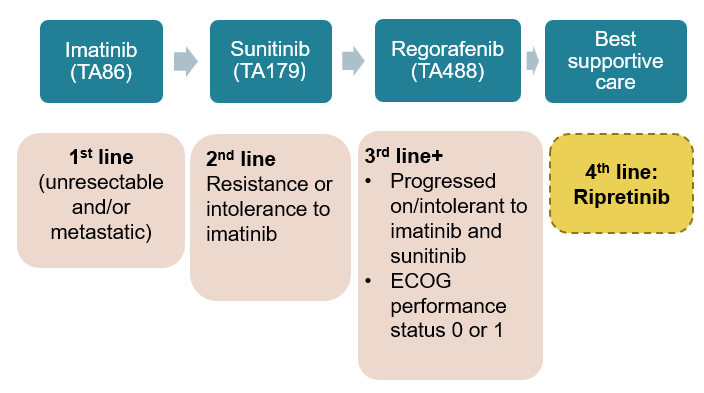 Imatinib
(TA86)
Sunitinib
(TA179)
Regorafenib
(TA488)
Best
supportive
care
1st line
(unresectable
and/or
metastatic)
2nd line
Resistance or
intolerance to
imatinib
3rd line+
• Progressed
on/intolerant to
imatinib and
sunitinib
• ECOG
performance
status 0 or 1
4th line:
Ripretinib